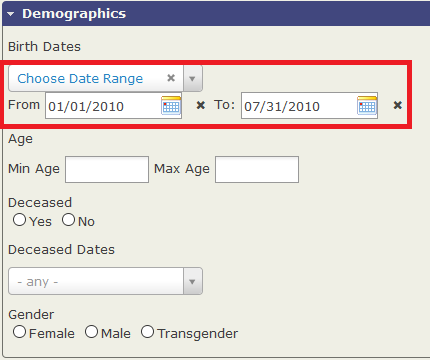 Demographics
Birth Dates
Choose Date Range
From 01/01/2010 To: 07/31/2010
Age
Min Age Max Age
Deceased
Yes No
Deceased Dates
- any -
Gender
Female Male Transgender